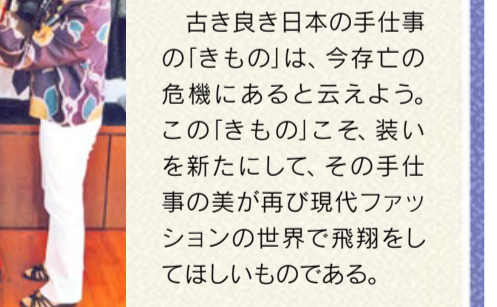 古き良き日本の手仕事
の「きもの」は、今存亡の
危機にあると云えよう。
この「きもの」こそ、装い
を新たにして、その手仕
事の美が再び現代ファッ
ションの世界で飛翔をし
てほしいものである。